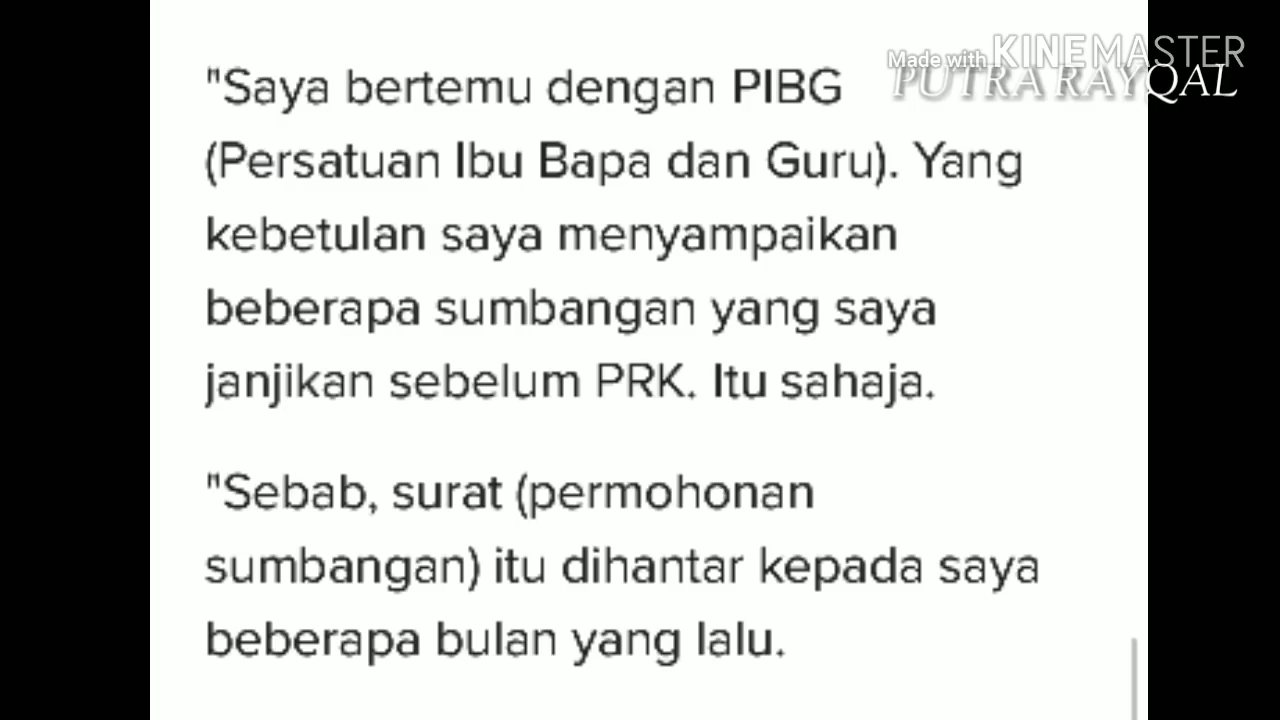 Made with KINEMASTER
PUTRA RAYQAL
"Saya bertemu dengan PIBG
(Persatuan Ibu Bapa dan Guru). Yang
kebetulan saya menyampaikan
beberapa sumbangan yang saya
janjikan sebelum PRK. Itu sahaja.
"Sebab, surat (permohonan
sumbangan) itu dihantar kepada saya
beberapa bulan yang lalu.